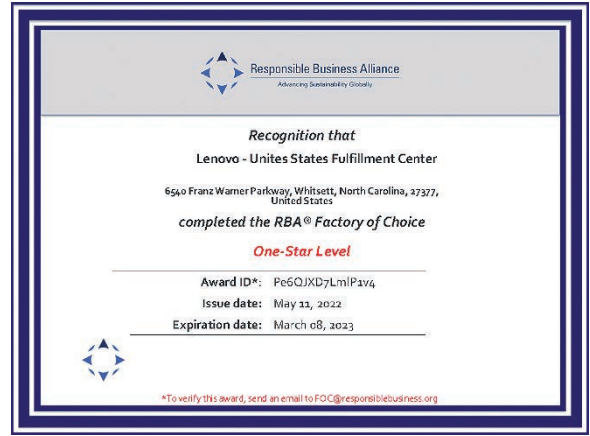 Responsible Business Alliance
Advancing Sustainability Globally
Recognition that
Lenovo - Unites States Fulfillment Center
6540 Franz Warner Parkway, Whitsett, North Carolina, 27377,
United States
completed the RBA® Factory of Choice
One-Star Level
Award ID*: Pe6QJXD7LmlP1v4
Issue date: May 11, 2022
Expiration date: March 08, 2023
*To verify this award, send an email to FOC@responsiblebusiness.org